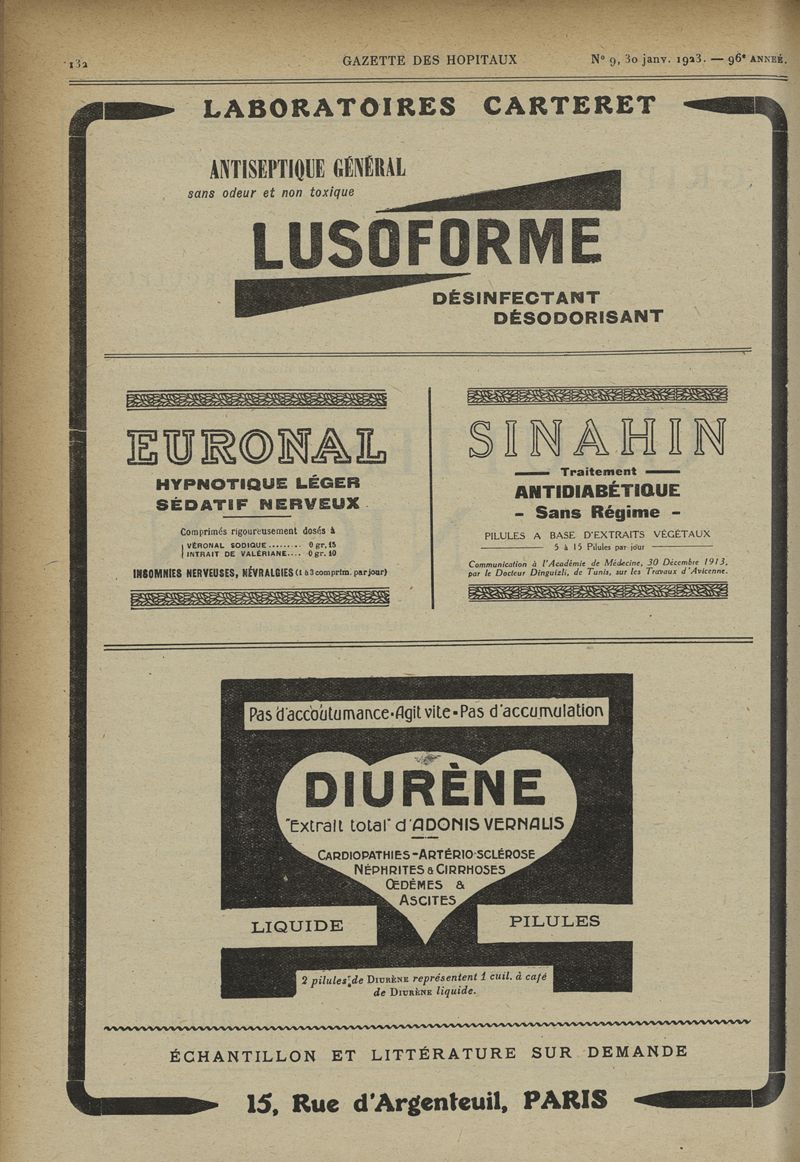 132
GAZETTE DES HOPITAUX
N° 9, 30 janv. 1923. — 96e ANNEÉ.
LABORATOIRES CARTERET
ANTISEPTIQUE GÉNÉRAL
sans odeur et non toxique
LUSOFORME
DÉSINFECTANT
DÉSODORISANT
EURONAL
HYPNOTIQUE LÉGER
SÉDATIF NERVEUX
Comprimés rigoureusement dosés à
VÉRONAL SODIQUE......... 0 gr. 15
INTRAIT DE VALÉRIANE.... 0 gr. 10
INSOMNIES NERVEUSES, NÉVRALGIES (1 à 3 comprim. par jour)
SINAHIN
Traitement
ANTIDIABÉTIQUE
- Sans Régime -
PILULES A BASE D'EXTRAITS VÉGÉTAUX
5 à 15 Pilules par jour
Communication à l'Académie de Médecine, 30 Décembre 1913,
par le Docteur Dinguizli, de Tunis, sur les Travaux d'Avicenne.
Pas d'accoutumance-Agit vite-Pas d'accumulation
DIURÈNE
"Extrait total" d'ADONIS VERNALIS
CARDIOPATHIES-ARTÉRIO-SCLÉROSE
NÉPHRITES & CIRRHOSES
ŒDÈMES &
ASCITES
LIQUIDE
PILULES
2 pilules de DIURÈNE représentent 1 cuil. à café
de DIURÈNE liquide.
ÉCHANTILLON ET LITTÉRATURE SUR DEMANDE
15, Rue d'Argenteuil, PARIS